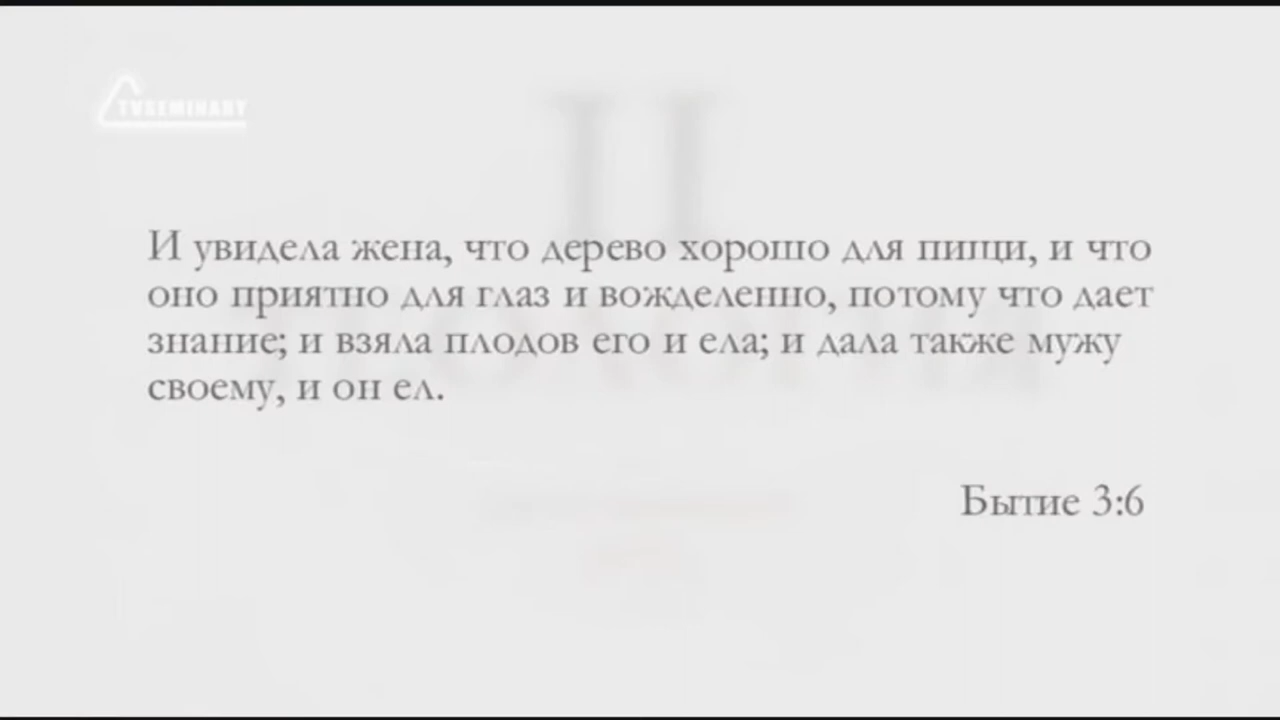 TVSEMINARY
И увидела жена, что дерево хорошо для пищи, и что
оно приятно для глаз и вожделенно, потому что дает
знание; и взяла плодов его и ела; и дала также мужу
своему, и он ел.
Бытие 3:6